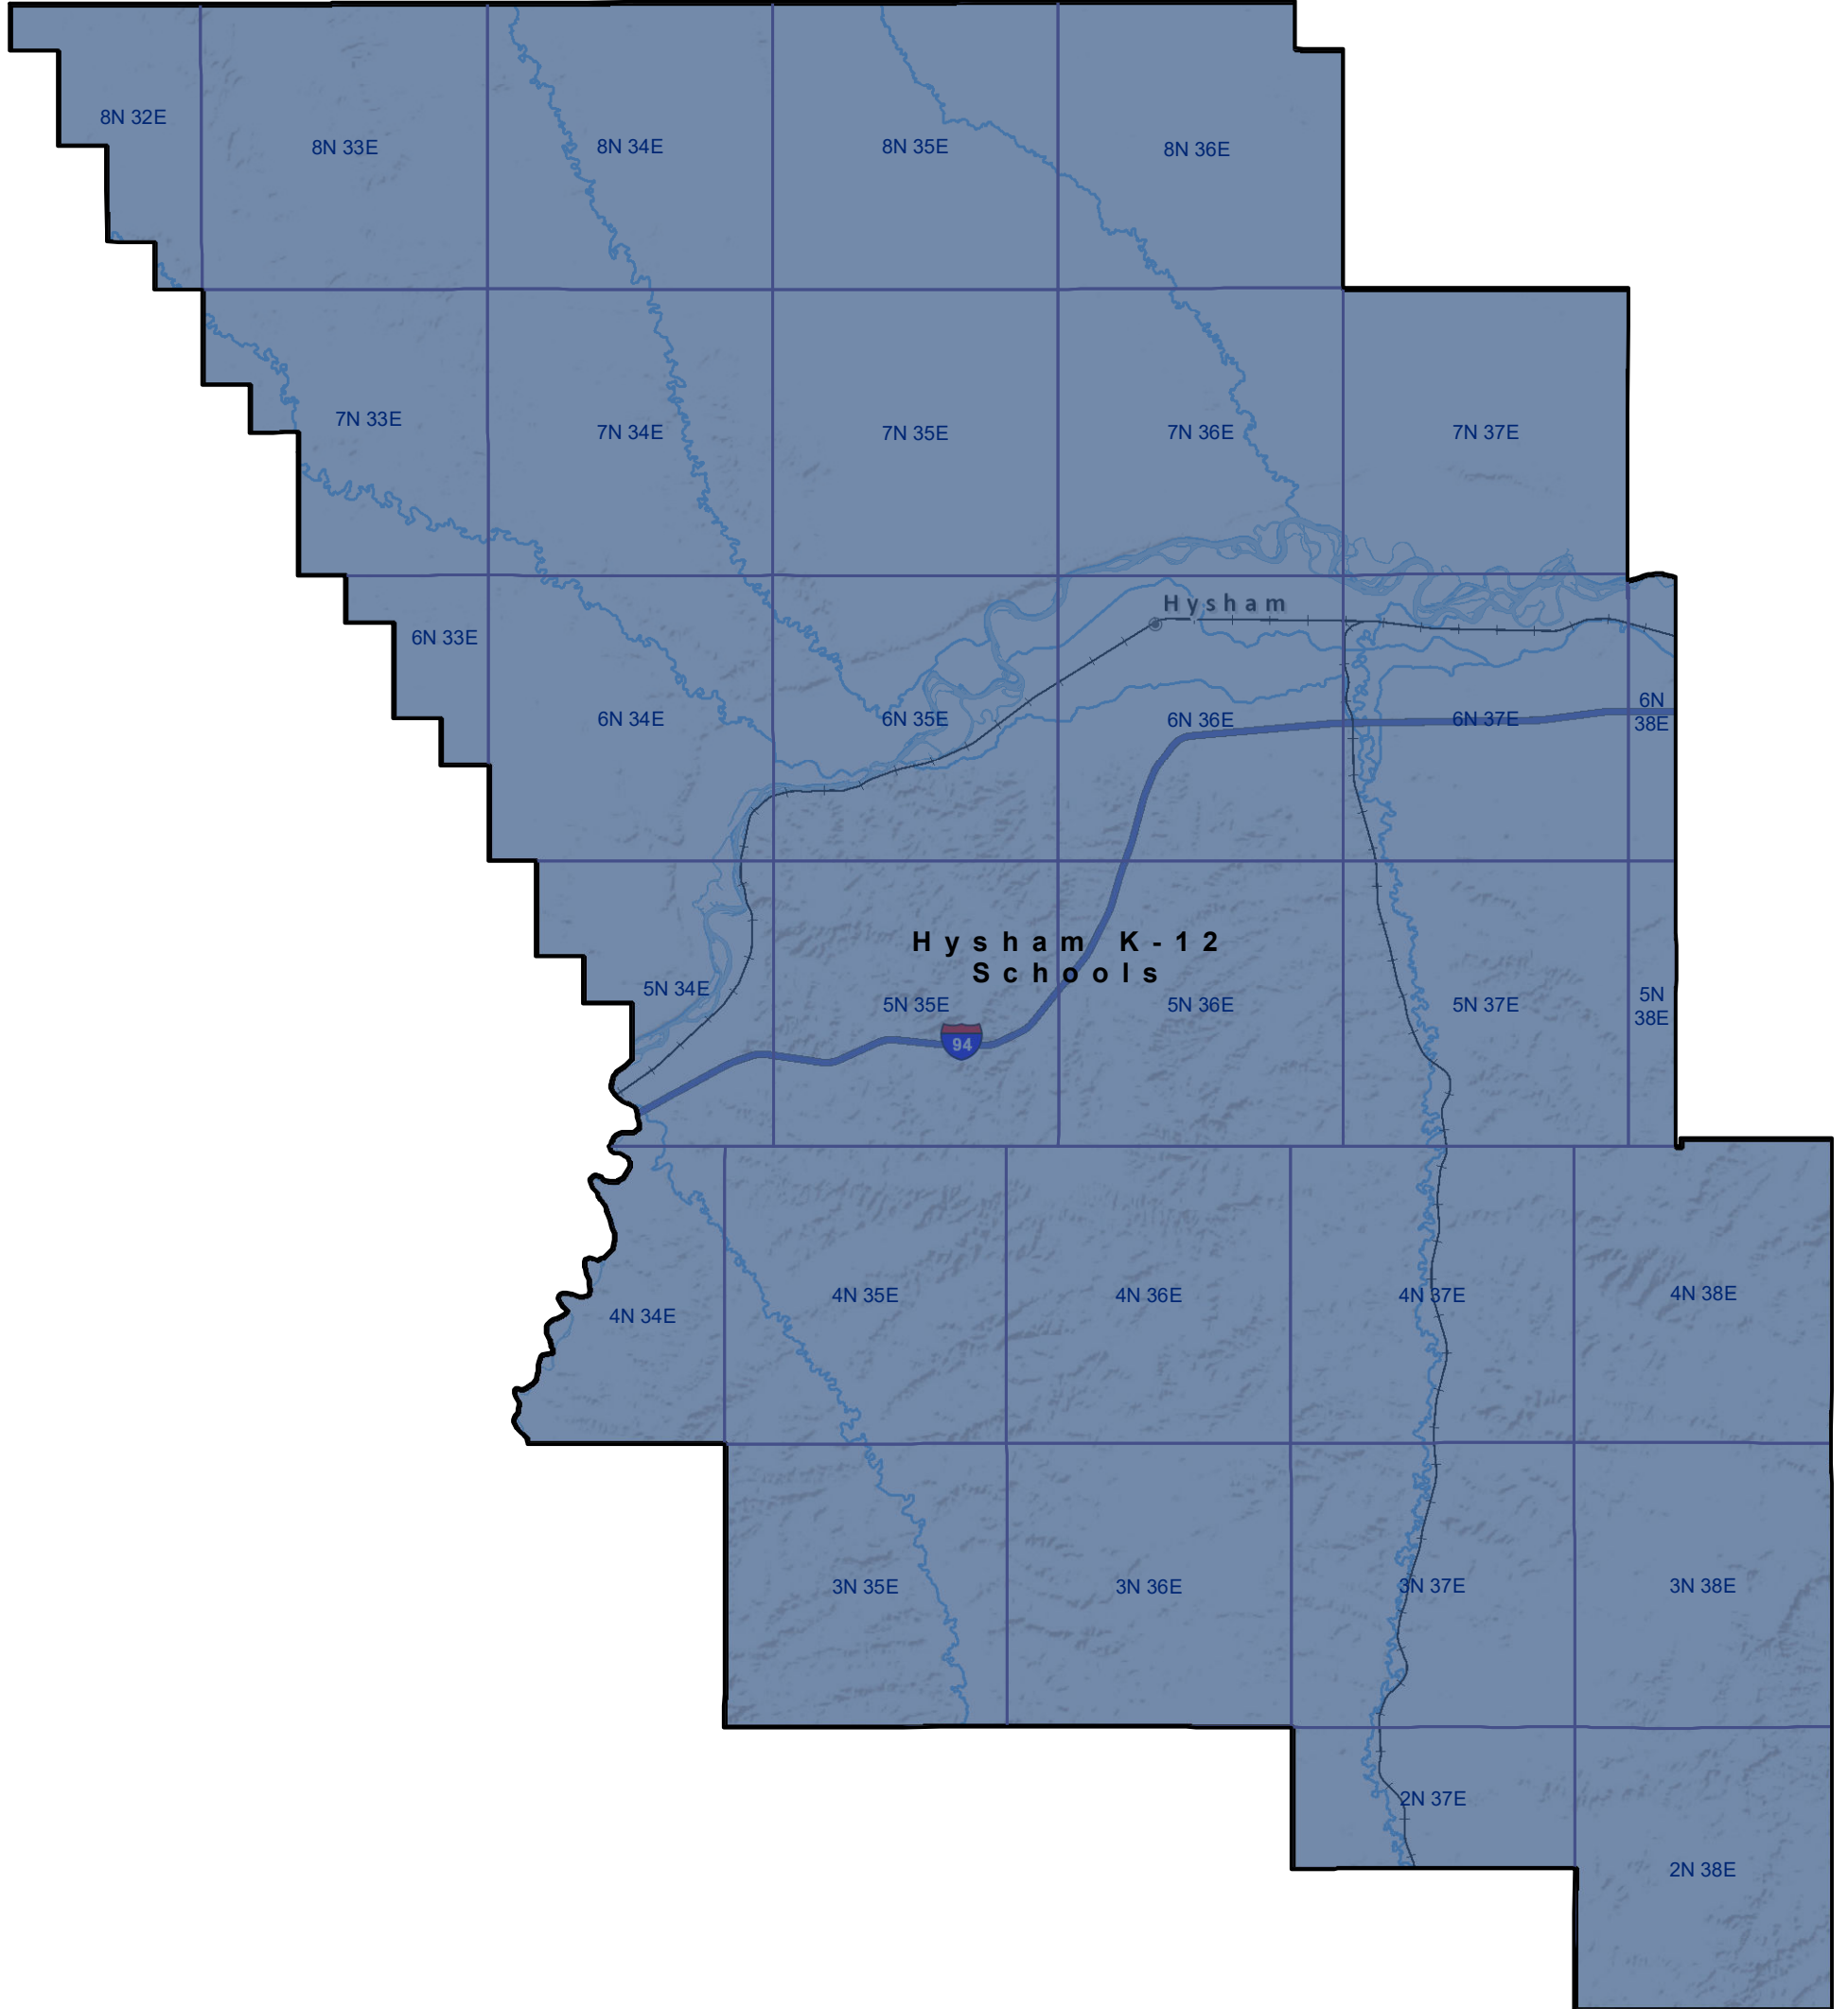 8N 32E
8N 33E
8N 34E
8N 35E
8N 36E
7N 33E
7N 34E
7N 35E
7N 36E
7N 37E
Hysham
6N 33E
6N 34E
6N 35E
6N 36E
6N 37E
6N
38E
Hysham K-12
Schools
5N 34E
5N 35E
5N 36E
5N 37E
5N
38E
94
4N 34E
4N 35E
4N 36E
4N 37E
4N 38E
3N 35E
3N 36E
3N 37E
3N 38E
2N 37E
2N 38E